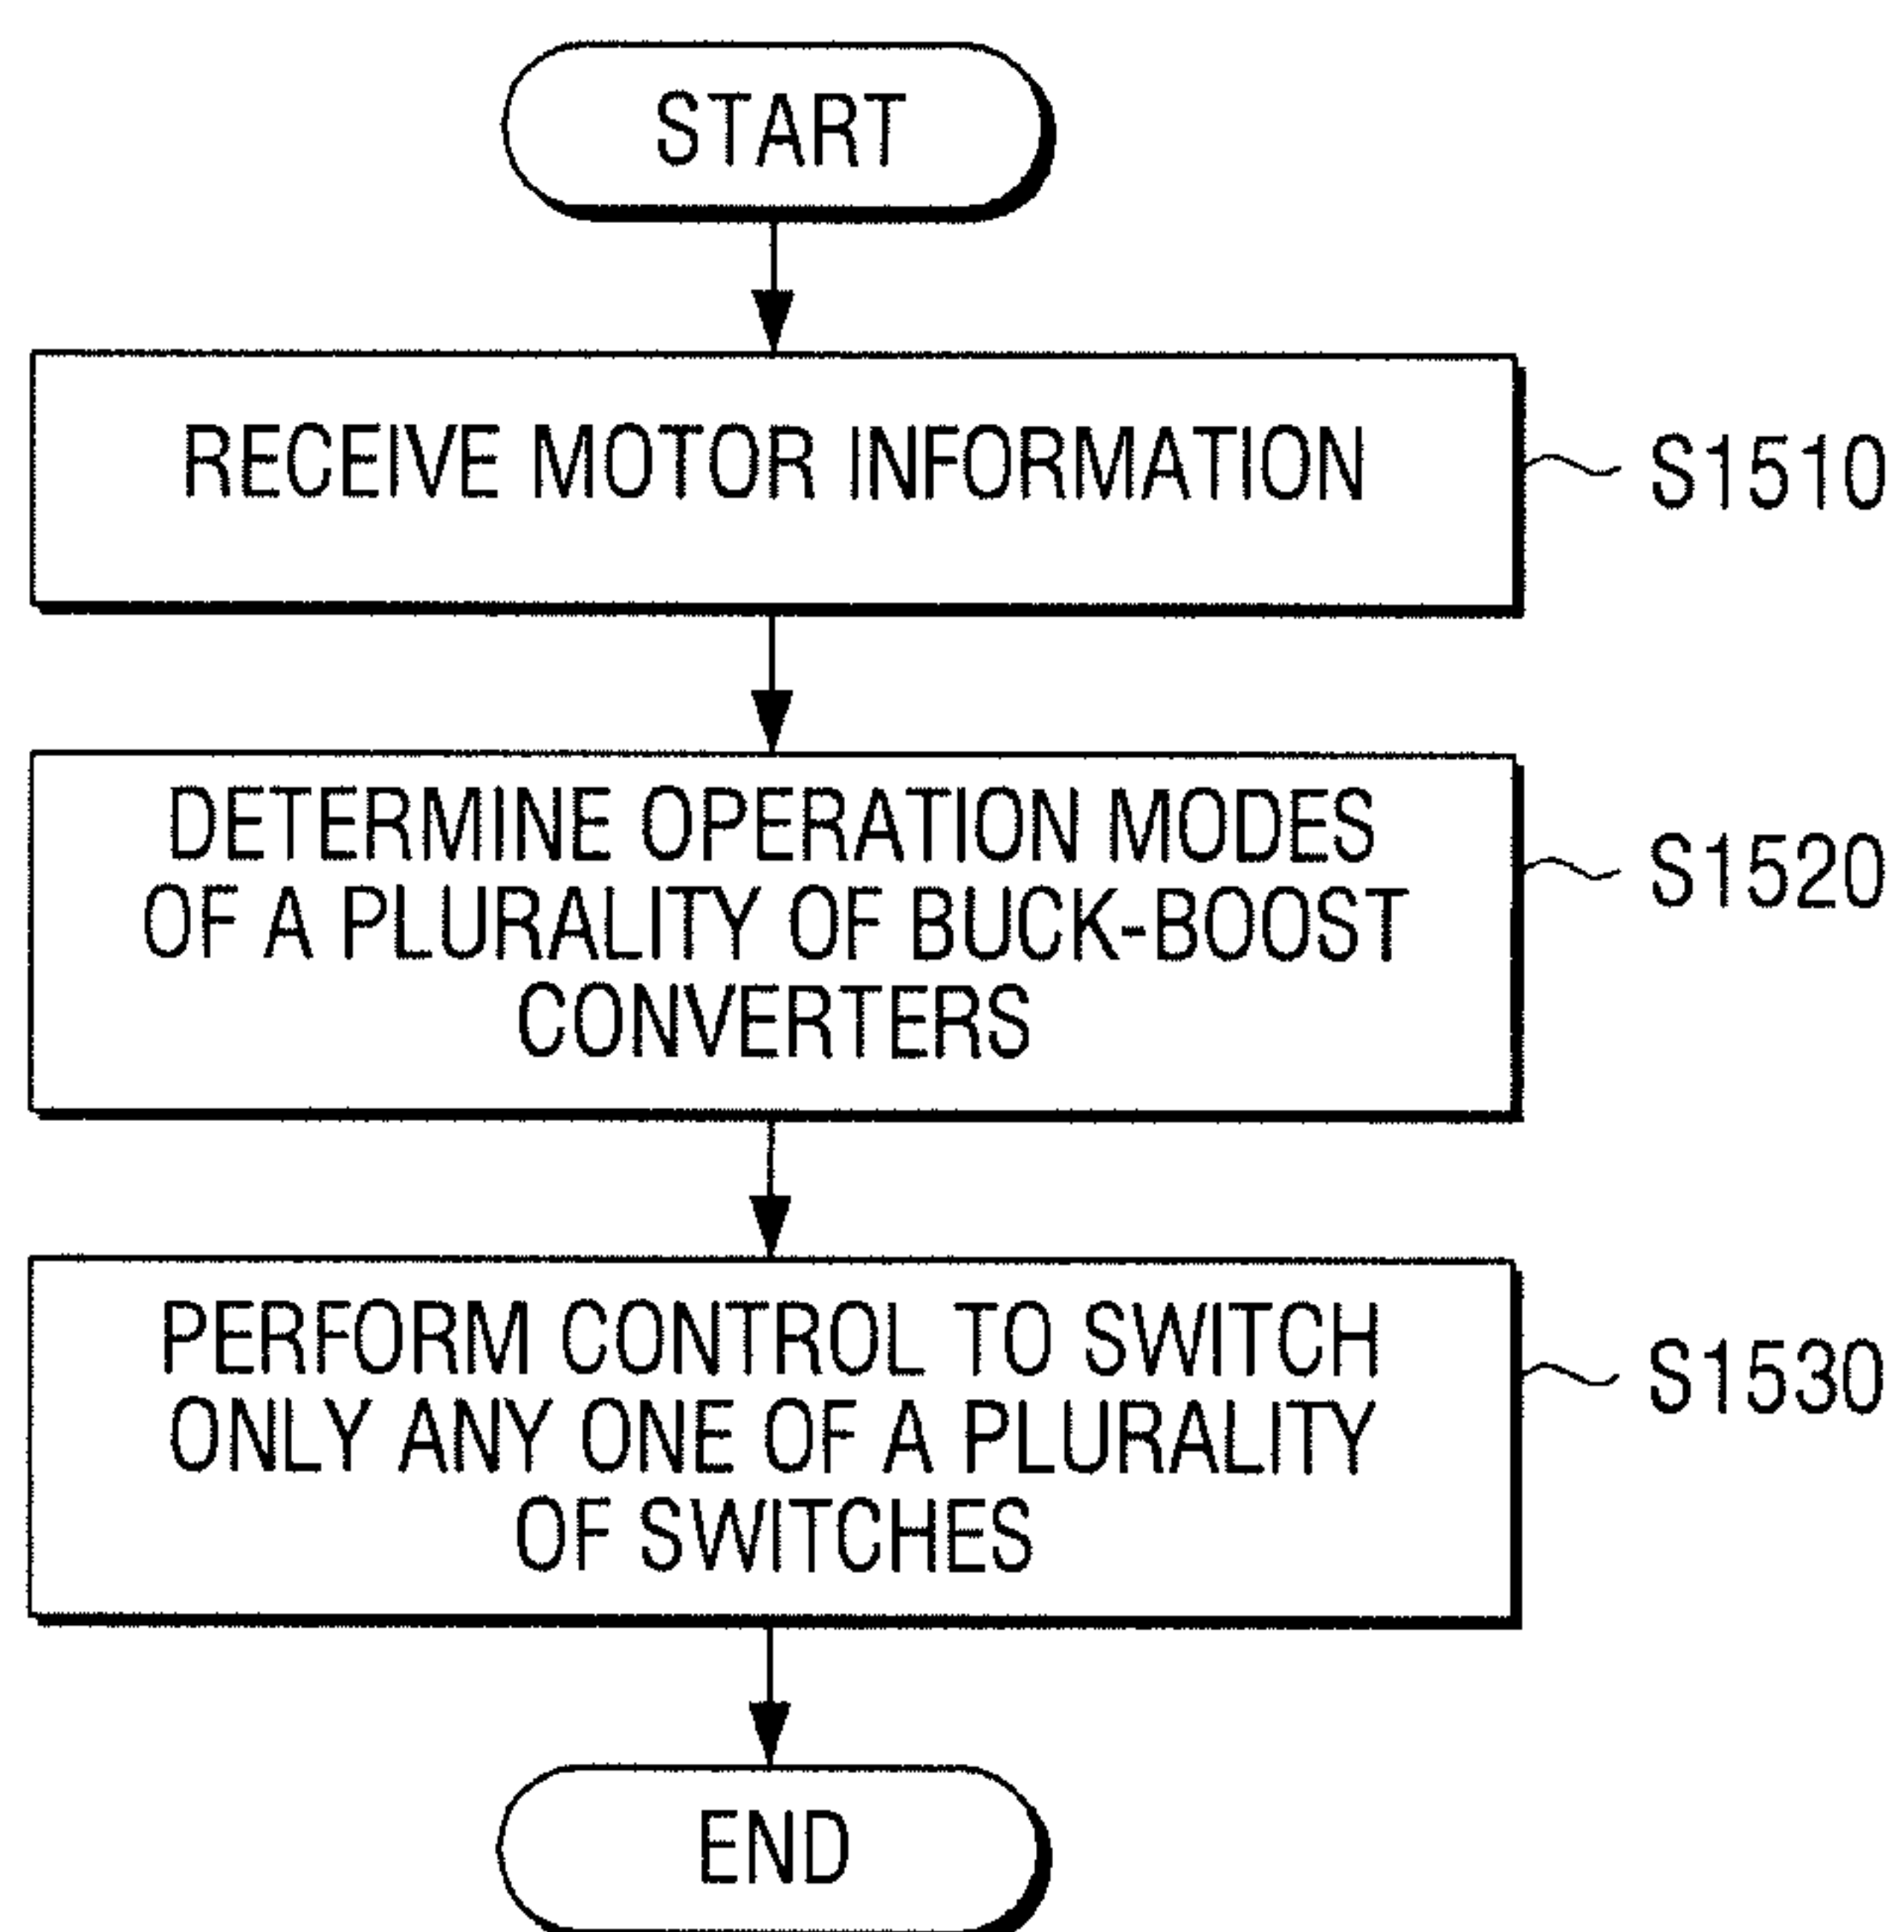 START
RECEIVE MOTOR INFORMATION
S1510
DETERMINE OPERATION MODES
OF A PLURALITY OF BUCK-BOOST
CONVERTERS
S1520
PERFORM CONTROL TO SWITCH
ONLY ANY ONE OF A PLURALITY
OF SWITCHES
S1530
END